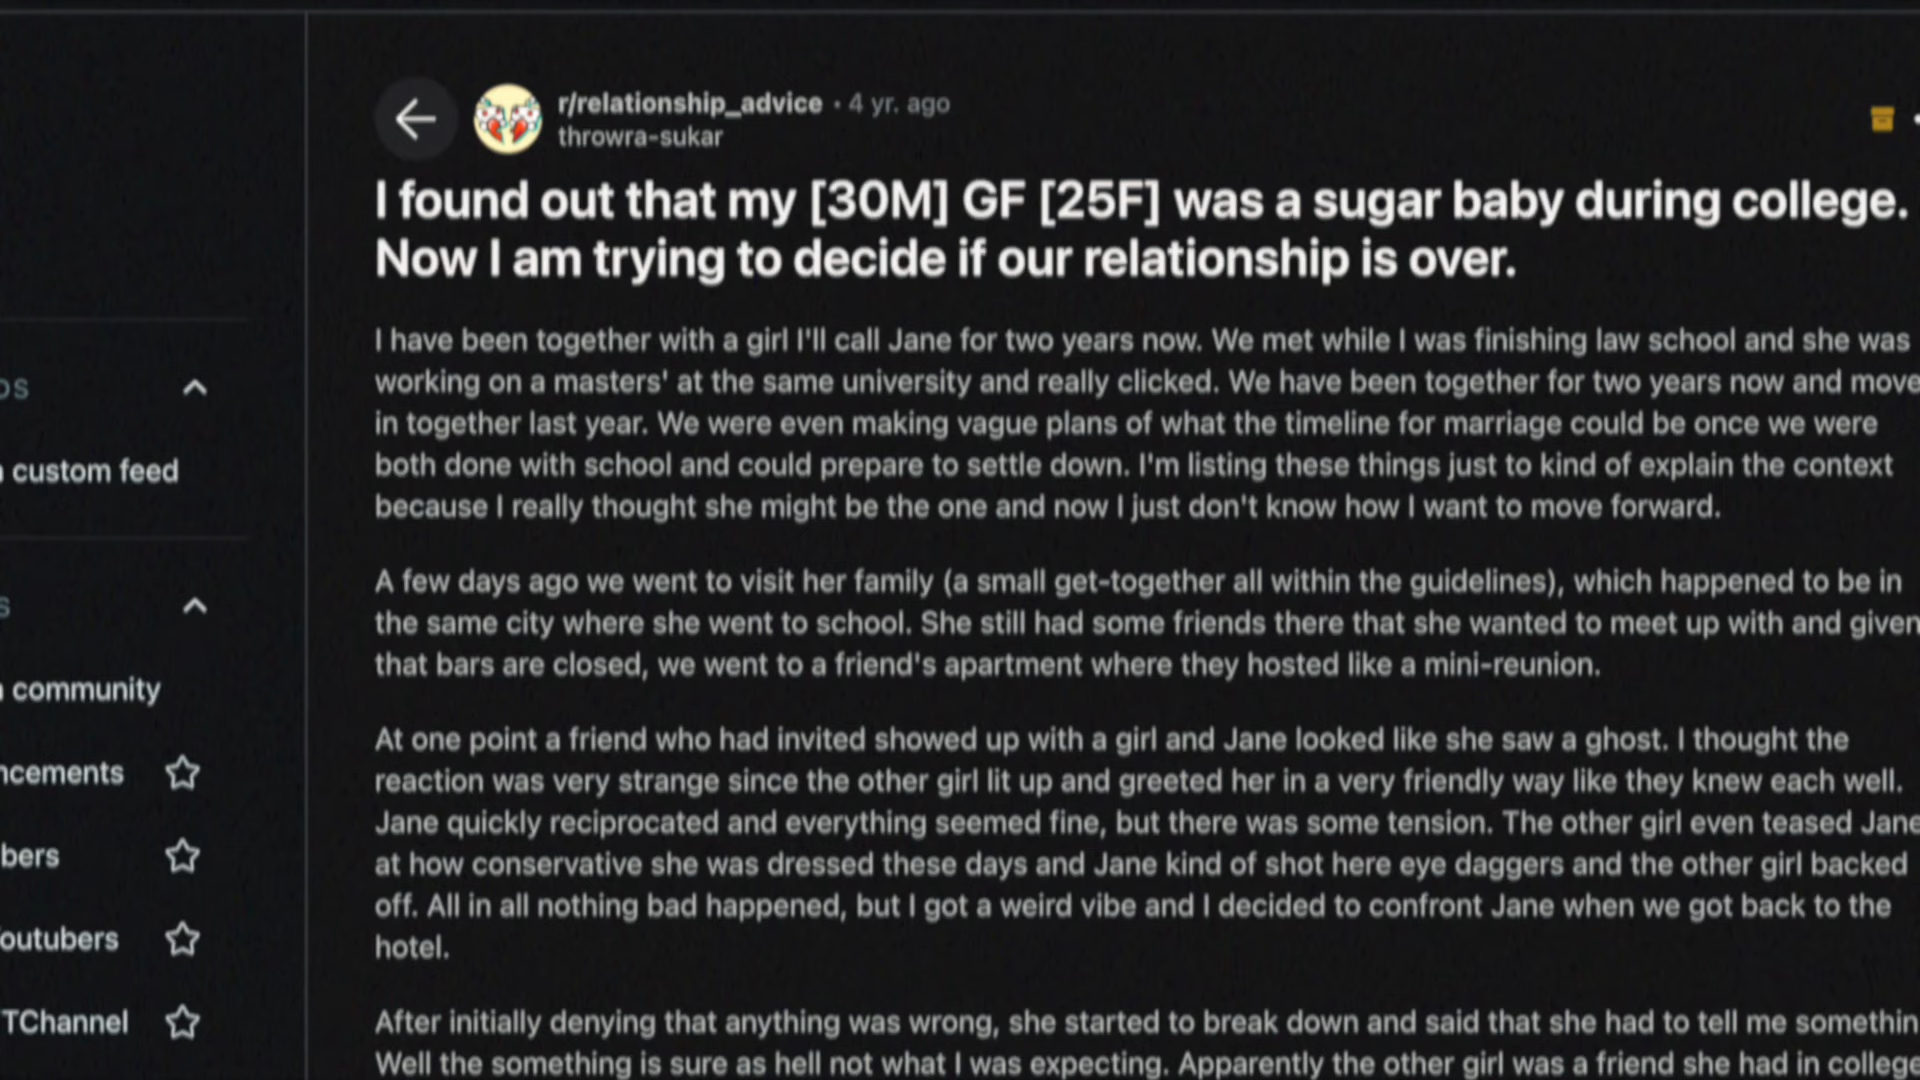 r/relationship_advice • 4 yr. ago
throwra-sukar
I found out that my [30M] GF [25F] was a sugar baby during college.
Now I am trying to decide if our relationship is over.
I have been together with a girl I'll call Jane for two years now. We met while I was finishing law school and she was
working on a masters' at the same university and really clicked. We have been together for two years now and move
in together last year. We were even making vague plans of what the timeline for marriage could be once we were
both done with school and could prepare to settle down. I'm listing these things just to kind of explain the context
because I really thought she might be the one and now I just don't know how I want to move forward.
A few days ago we went to visit her family (a small get-together all within the guidelines), which happened to be in
the same city where she went to school. She still had some friends there that she wanted to meet up with and given
that bars are closed, we went to a friend's apartment where they hosted like a mini-reunion.
At one point a friend who had invited showed up with a girl and Jane looked like she saw a ghost. I thought the
reaction was very strange since the other girl lit up and greeted her in a very friendly way like they knew each well.
Jane quickly reciprocated and everything seemed fine, but there was some tension. The other girl even teased Jane
at how conservative she was dressed these days and Jane kind of shot here eye daggers and the other girl backed
off. All in all nothing bad happened, but I got a weird vibe and I decided to confront Jane when we got back to the
hotel.
After initially denying that anything was wrong, she started to break down and said that she had to tell me somethin
Well the something is sure as hell not what I was expecting. Apparently the other girl was a friend she had in college
DS
custom feed
S
community
ncements
bers
outubers
TChannel